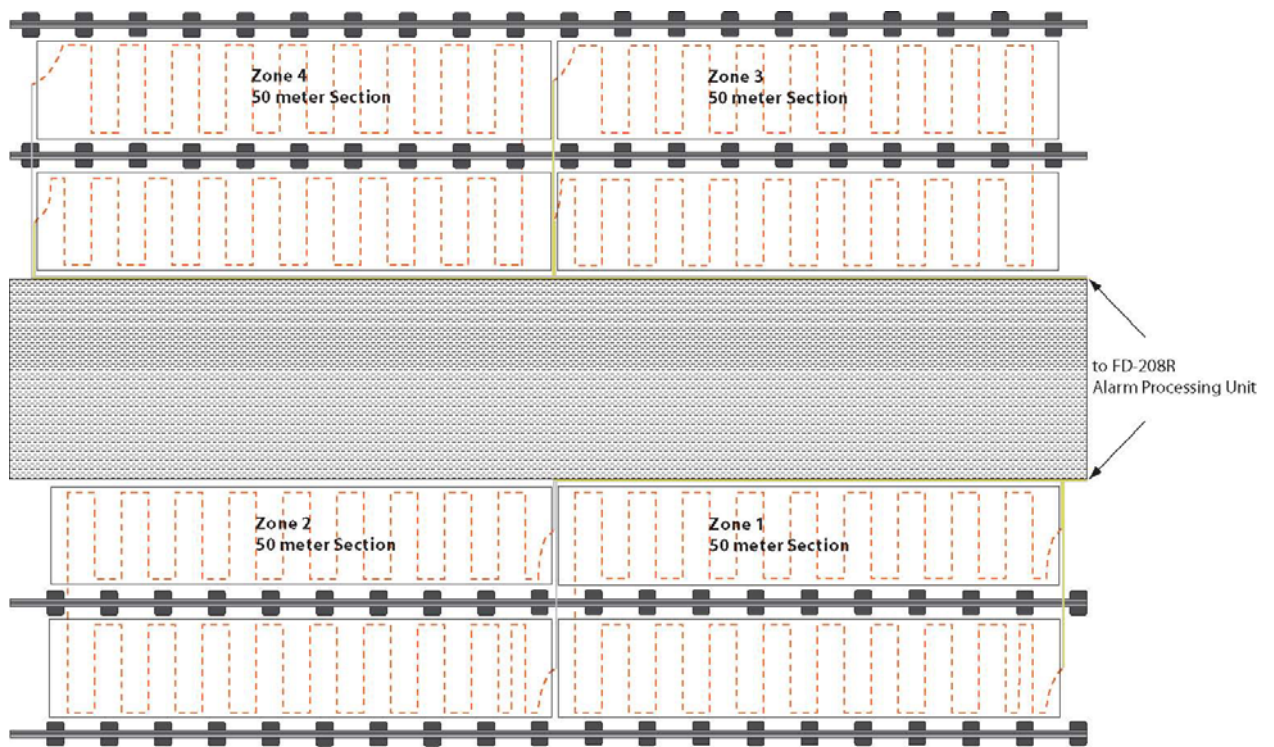 Zone 4
50 meter Section
Zone 3
50 meter Section
to FD-208R
Alarm Processing Unit
Zone 2
50 meter Section
Zone 1
50 meter Section